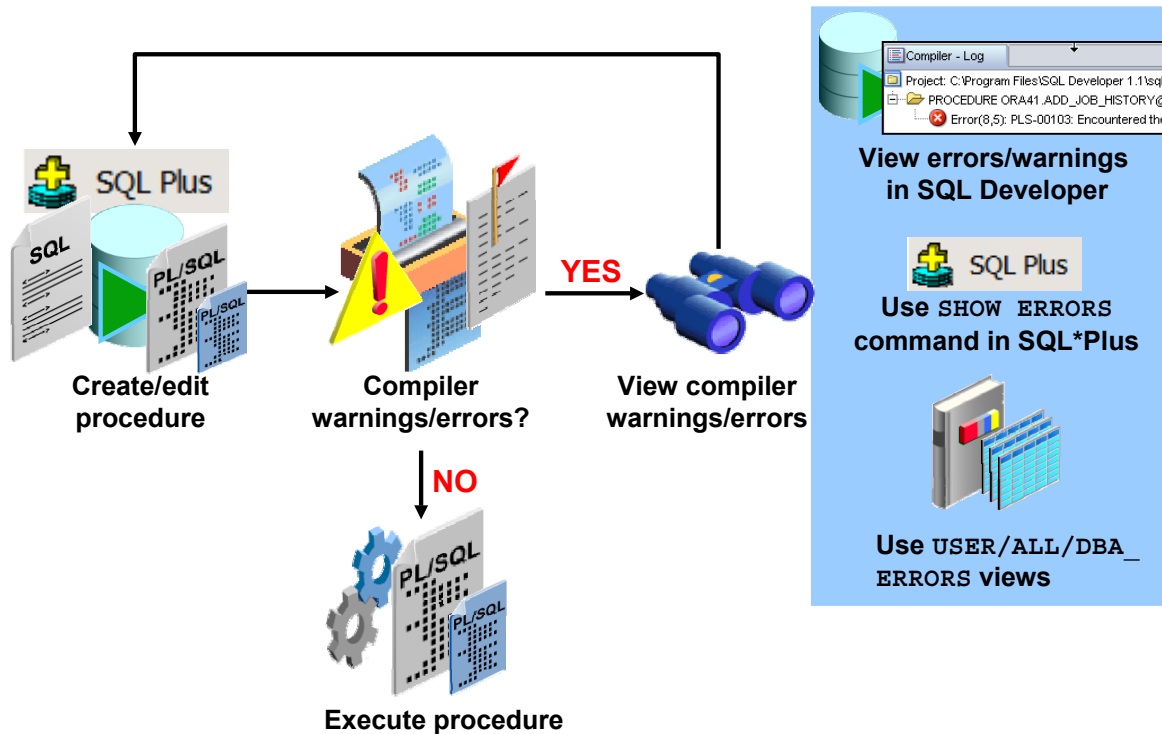 SQL Plus
SQL
PL/SQL
PL/SQL
Create/edit
procedure
Compiler
warnings/errors?
YES
View compiler
warnings/errors
NO
PL/SQL
PL/SQL
Execute procedure
Compiler - Log
Project: C:\Program Files\SQL Developer 1.1\sql
PROCEDURE ORA41.ADD_JOB_HISTORY@
Error(8,5): PLS-00103: Encountered the
View errors/warnings
in SQL Developer
SQL Plus
Use SHOW ERRORS
command in SQL*Plus
Use USER/ALL/DBA_
ERRORS views